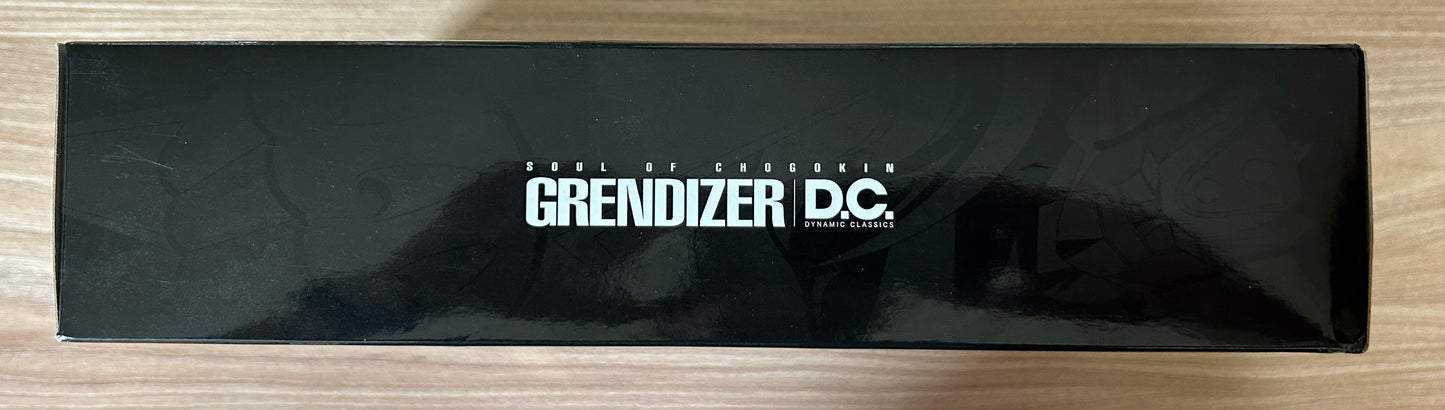 SOUL OF CHOGOKIN
GRENDIZER D.C.
DYNAMIC CLASSICS